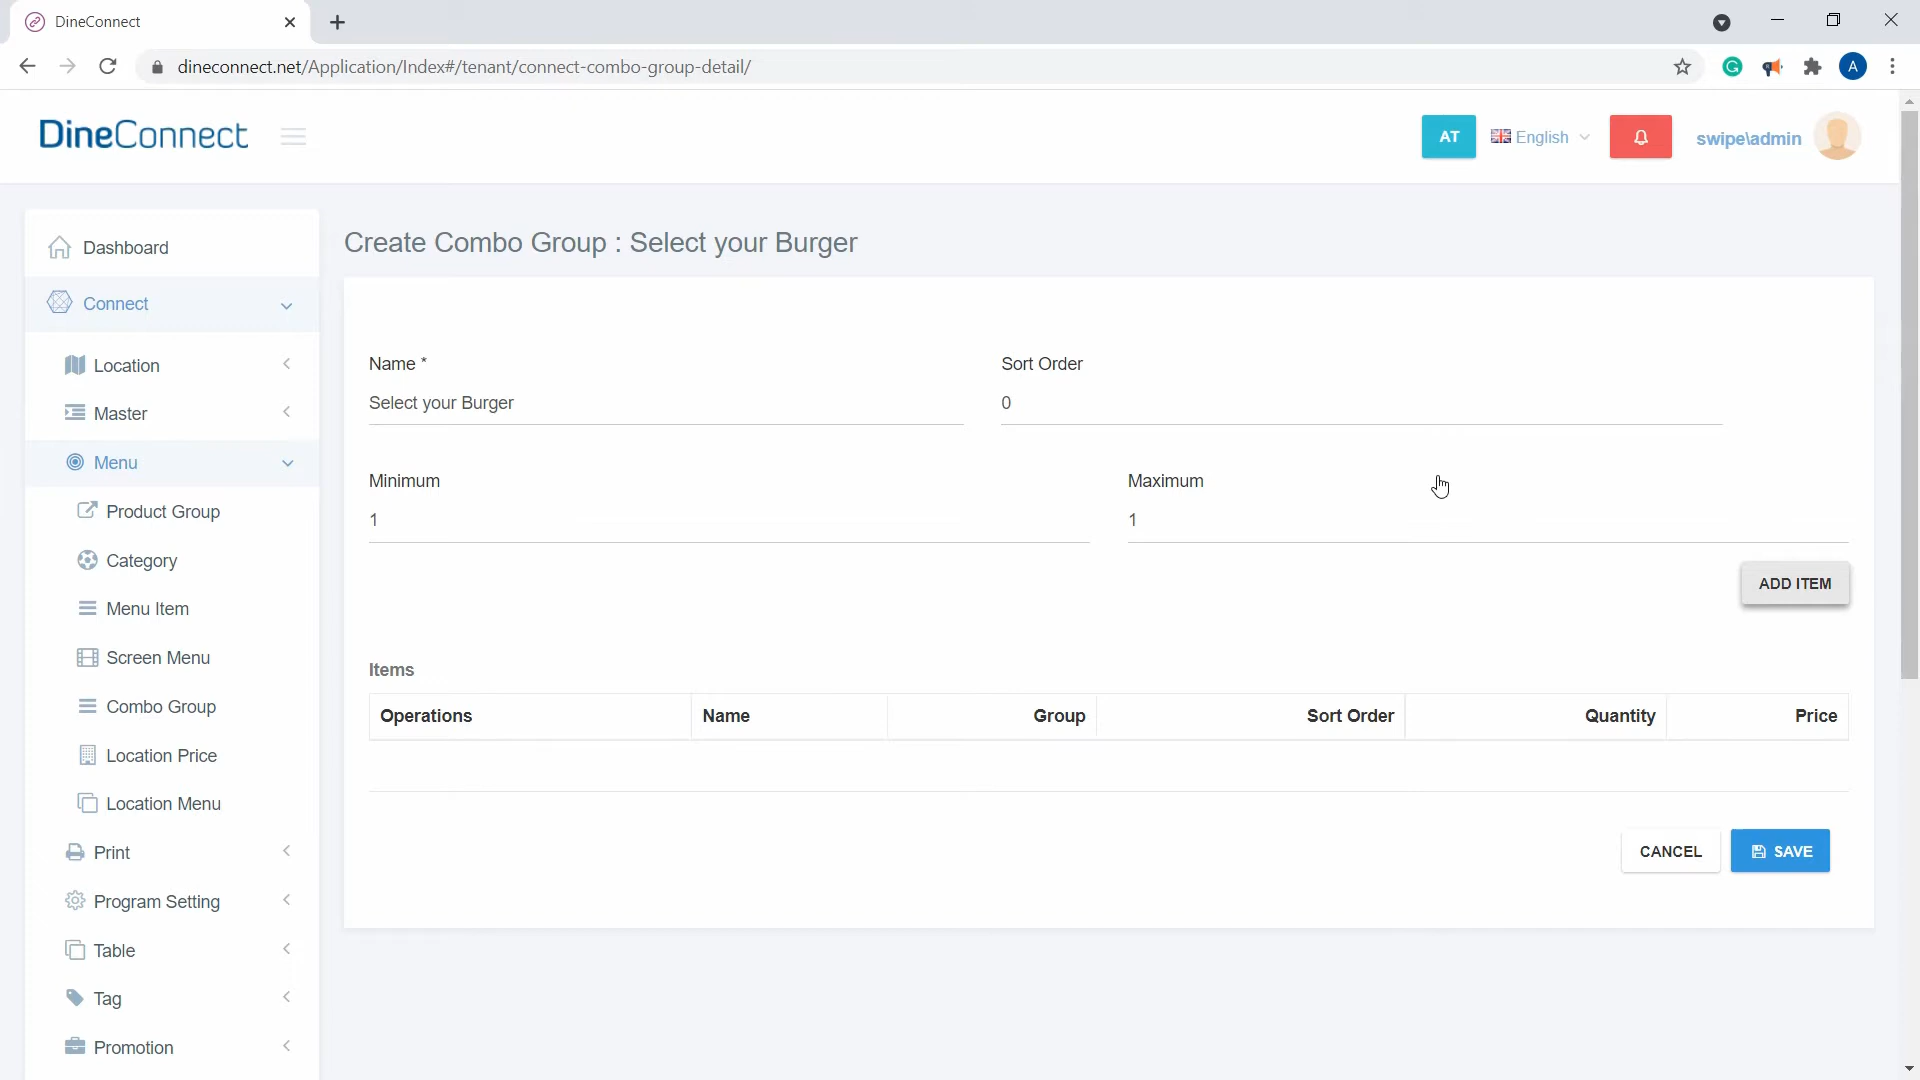 DineConnect
dineconnect.net/Application/Index#/tenant/connect-combo-group-detail/
A
DineConnect
AT
English
swipe\admin
Dashboard
Connect
Location
Master
Menu
Product Group
Category
Menu Item
Screen Menu
Combo Group
Location Price
Location Menu
Print
Program Setting
Table
Tag
Promotion
Create Combo Group : Select your Burger
Name * Sort Order
Select your Burger 0
Minimum Maximum
1 1
ADD ITEM
Items
Operations Name Group Sort Order Quantity Price
CANCEL SAVE